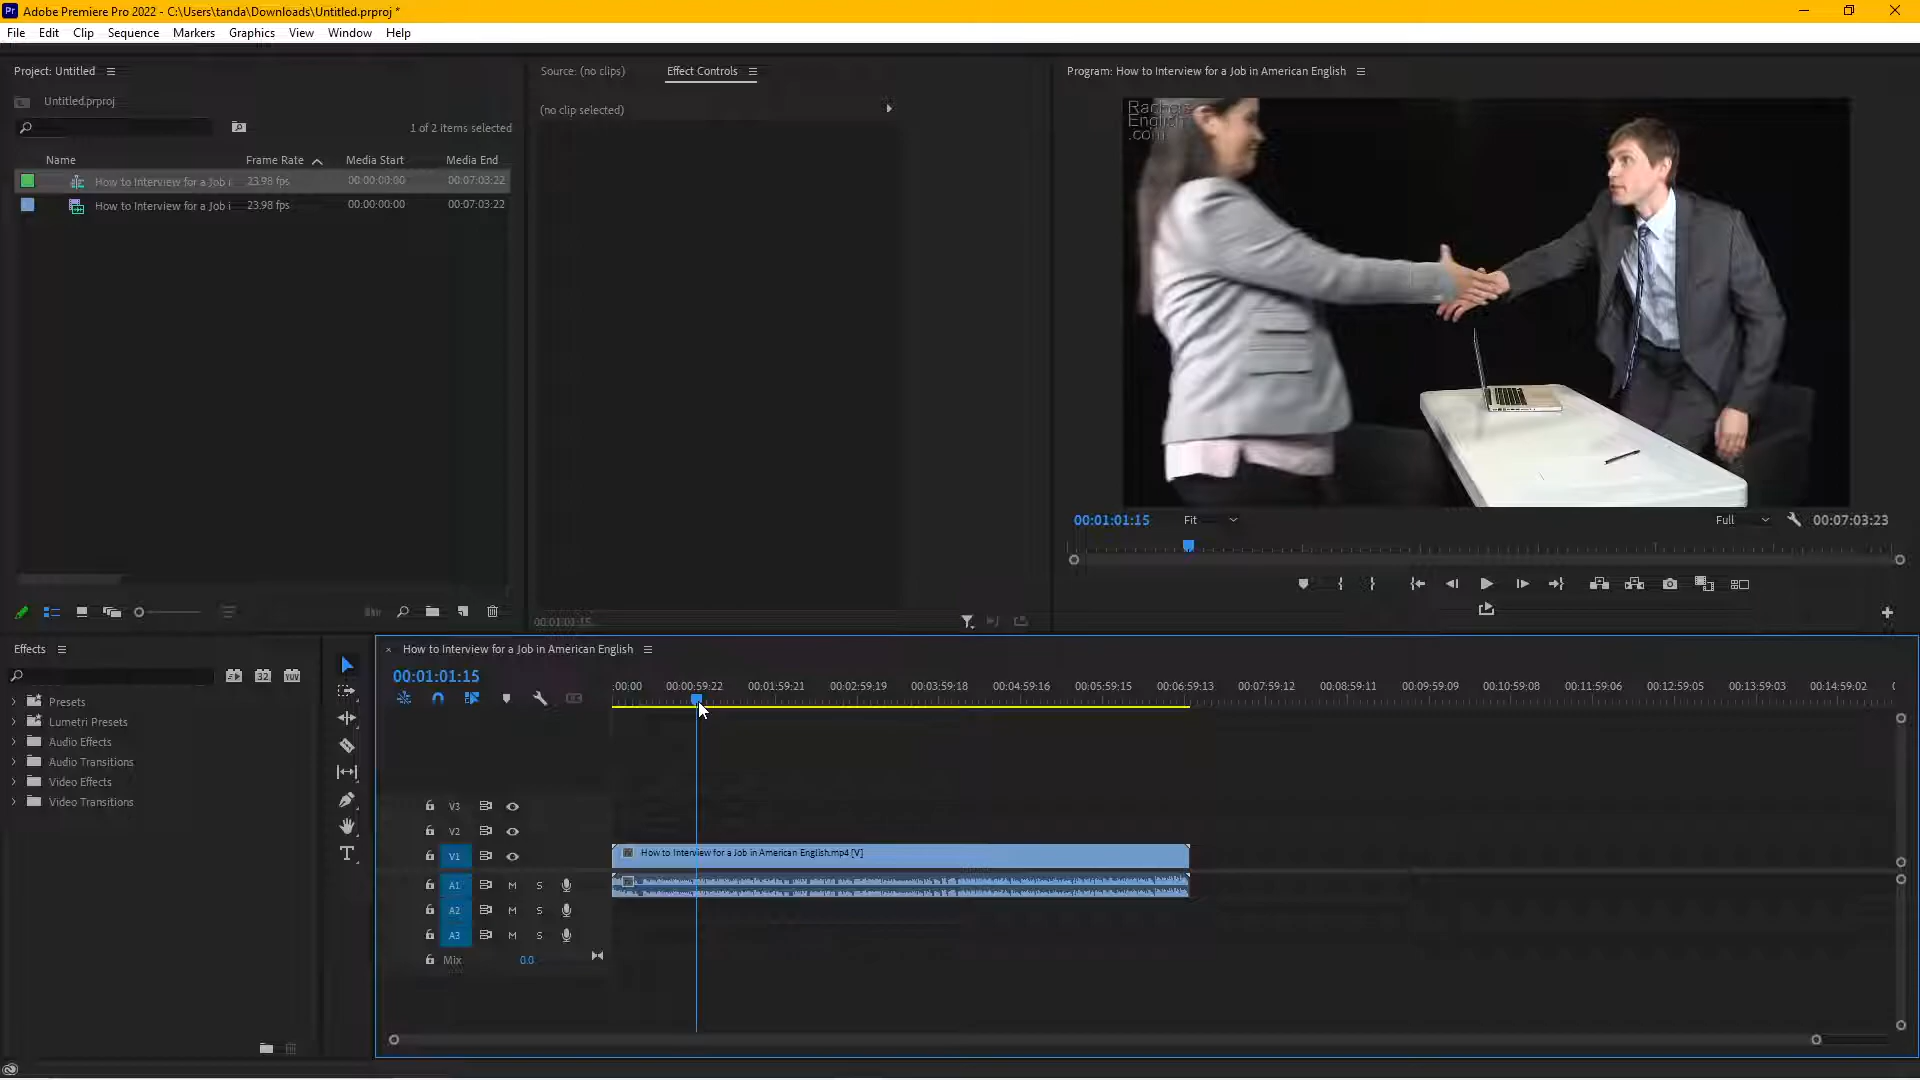 Pr Adobe Premiere Pro 2022 - C:\Users\tanda\Downloads\Untitled.prproj *
File Edit Clip Sequence Markers Graphics View Window Help
Project: Untitled
Untitled.prproj
1 of 2 items selected
Name Frame Rate Media Start Media End
How to Interview for a Job i 23.98 fps 00:00:00:00 00:07:03:22
How to Interview for a Job i 23.98 fps 00:00:00:00 00:07:03:22
Source: (no clips) Effect Controls
(no clip selected)
00:01:01:15
Program: How to Interview for a Job in American English
Rachel's
English
.com
00:01:01:15 Fit Full 00:07:03:23
Effects
32 YUV
Presets
Lumetri Presets
Audio Effects
Audio Transitions
Video Effects
Video Transitions
× How to Interview for a Job in American English
00:01:01:15
:00:00 00:00:59:22 00:01:59:21 00:02:59:19 00:03:59:18 00:04:59:16 00:05:59:15 00:06:59:13 00:07:59:12 00:08:59:11 00:09:59:09 00:10:59:08 00:11:59:06 00:12:59:05 00:13:59:03 00:14:59:02
V3
V2
V1 How to Interview for a Job in American English.mp4 [V]
A1 M S
A2 M S
A3 M S
Mix 0.0